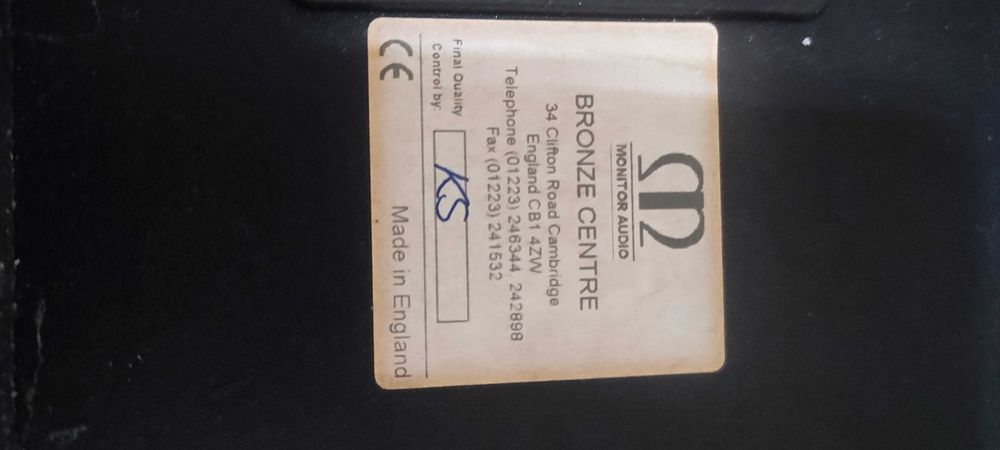 MONITOR AUDIO
BRONZE CENTRE
34 Clifton Road Cambridge
England CB1 4ZW
Telephone (01223) 246344, 242898
Fax (01223) 241532
Final Quality
Control by:
KS
CE
Made in England